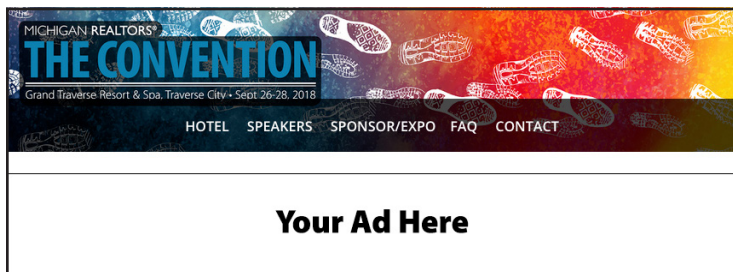 MICHIGAN REALTORS®
THE CONVENTION
Grand Traverse Resort & Spa, Traverse City • Sept 26-28, 2018
HOTEL SPEAKERS SPONSOR/EXPO FAQ CONTACT
Your Ad Here